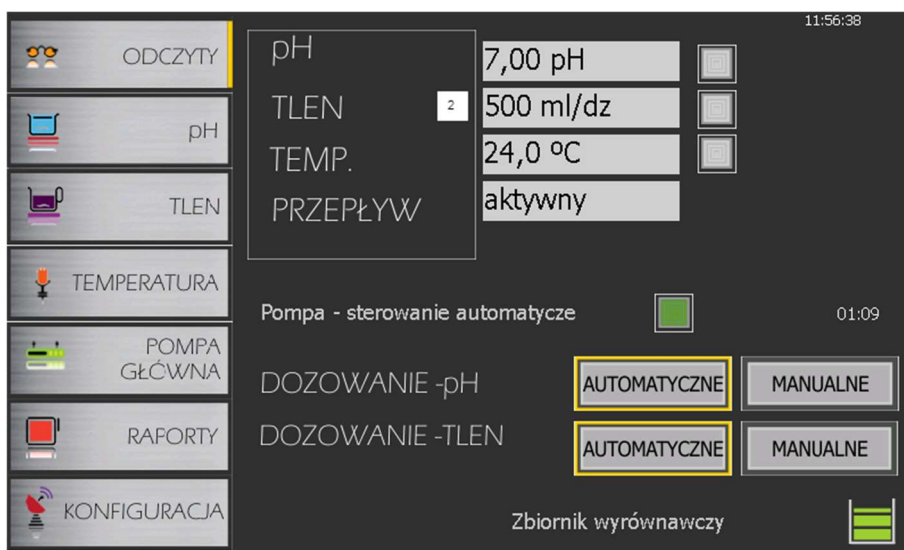 11:56:38
ODCZYTY
pH
TLEN
TEMPERATURA
POMPA
GŁÓWNA
RAPORTY
KONFIGURACJA
pH 7,00 pH
TLEN 2 500 ml/dz
TEMP. 24,0 ºC
PRZEPŁYW aktywny
Pompa - sterowanie automatycze 01:09
DOZOWANIE -pH AUTOMATYCZNE MANUALNE
DOZOWANIE -TLEN AUTOMATYCZNE MANUALNE
Zbiornik wyrównawczy